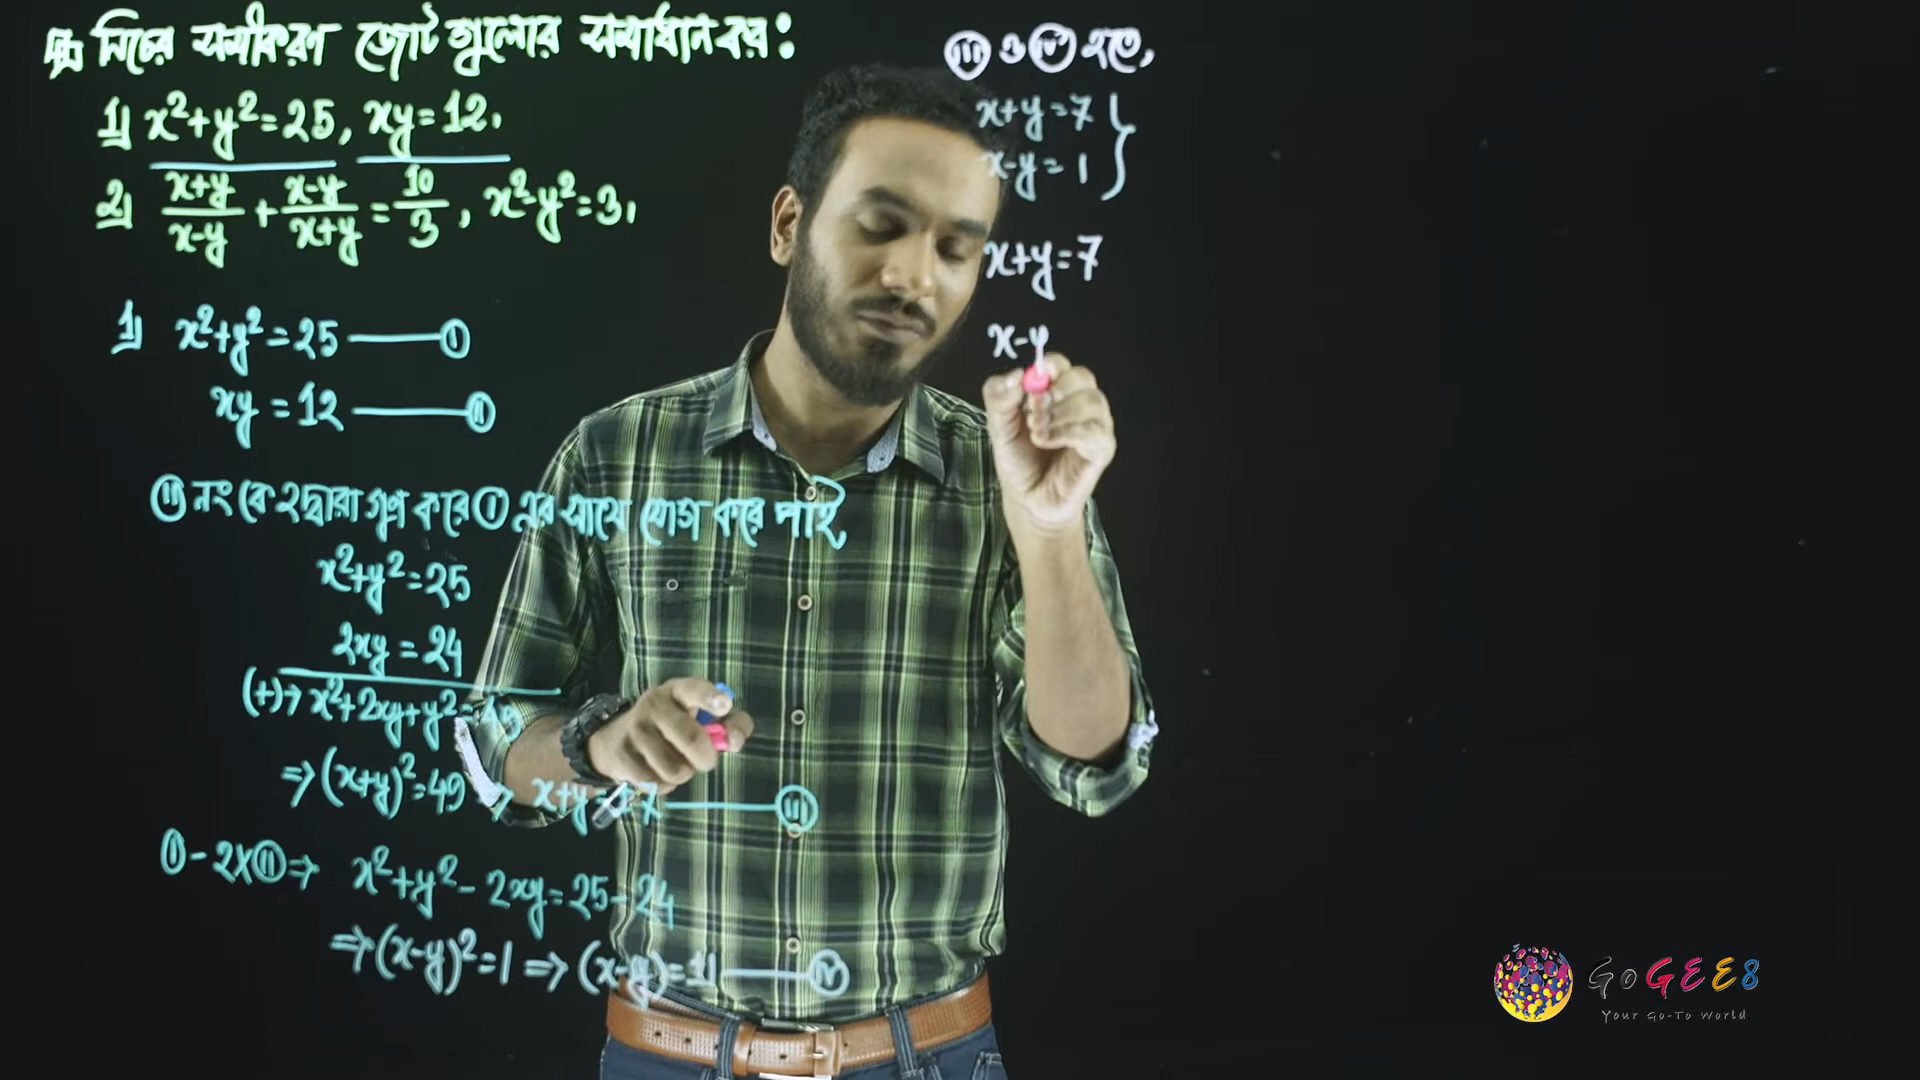 নিচের সমীকরণ জোটগুলোর সমাধান কর:
1) x²+y²=25, xy=12.
2) (x+y)/(x-y) + (x-y)/(x+y) = 10/3, x²-y²=3.
1) x²+y²=25 — (i)
xy=12 — (ii)
(ii) নং কে 2 দ্বারা গুণ করে (i) এর সাথে যোগ করে পাই,
x²+y²=25
2xy=24
(+)→ x²+2xy+y²=49
⇒(x+y)²=49 ⇒ x+y=±7 — (iii)
(i)-2×(ii)⇒ x²+y²-2xy=25-24
⇒(x-y)²=1 ⇒(x-y)=±1 — (iv)
(iii) ও (iv) হতে,
x+y=7
x-y=1 }
x+y=7
x-y
GoGEE8
Your Go-To World